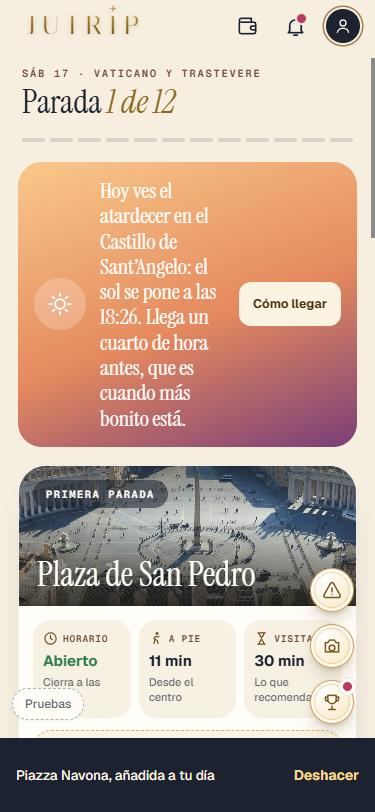 JUTRIP
SÁB 17 · VATICANO Y TRASTEVERE
Parada 1 de 12
Hoy ves el
atardecer en el
Castillo de
Sant'Angelo: el
sol se pone a las
18:26. Llega un
cuarto de hora
antes, que es
cuando más
bonito está.
Cómo llegar
PRIMERA PARADA
Plaza de San Pedro
HORARIO
Abierto
Cierra a las
A PIE
11 min
Desde el
centro
VISITA
30 min
Lo que
Pruebas
Piazza Navona, añadida a tu día
Deshacer